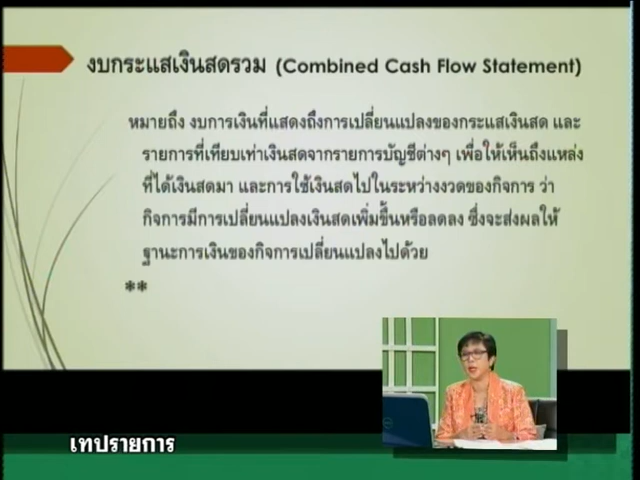 งบกระแสเงินสดรวม (Combined Cash Flow Statement)
หมายถึง งบการเงินที่แสดงถึงการเปลี่ยนแปลงของกระแสเงินสด และ
รายการที่เทียบเท่าเงินสดจากรายการบัญชีต่างๆ เพื่อให้เห็นถึงแหล่ง
ที่ได้เงินสดมา และการใช้เงินสดไปในระหว่างงวดของกิจการ ว่า
กิจการมีการเปลี่ยนแปลงเงินสดเพิ่มขึ้นหรือลดลง ซึ่งจะส่งผลให้
ฐานะการเงินของกิจการเปลี่ยนแปลงไปด้วย
**
เทปรายการ